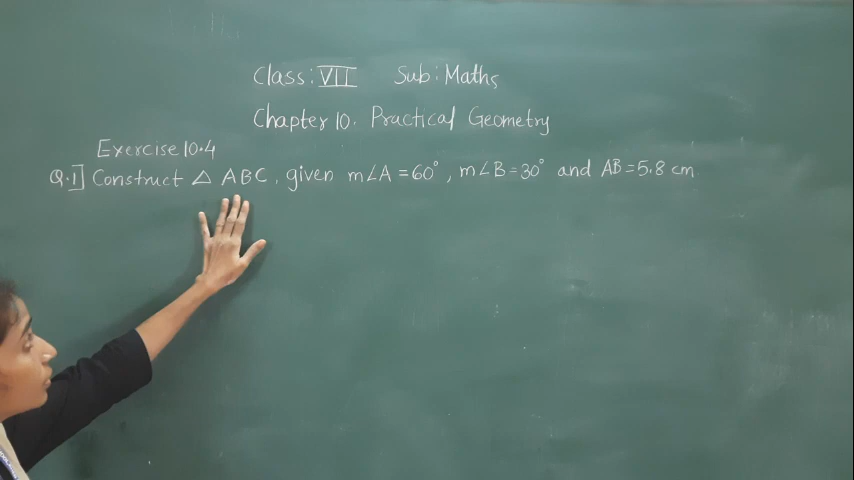 Class: VII Sub: Maths
Chapter 10. Practical Geometry
Exercise 10.4
Q.1] Construct △ ABC, given m∠A = 60°, m∠B = 30° and AB = 5.8 cm.